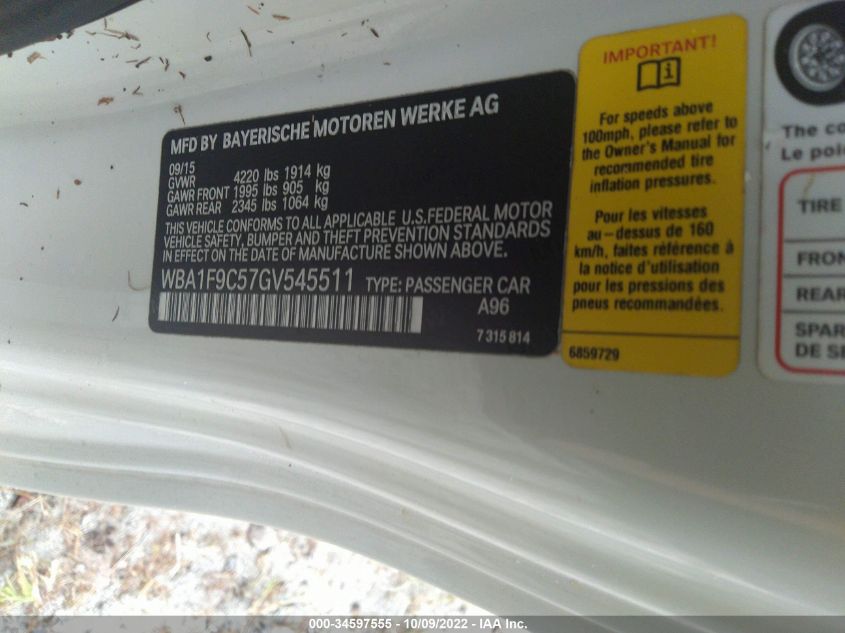 MFD BY BAYERISCHE MOTOREN WERKE AG
09/15
GVWR 4220 lbs 1914 kg
GAWR FRONT 1995 lbs 905 kg
GAWR REAR 2345 lbs 1064 kg
THIS VEHICLE CONFORMS TO ALL APPLICABLE U.S.FEDERAL MOTOR
VEHICLE SAFETY, BUMPER AND THEFT PREVENTION STANDARDS
IN EFFECT ON THE DATE OF MANUFACTURE SHOWN ABOVE.
WBA1F9C57GV545511 TYPE: PASSENGER CAR
A96
7 315 814
IMPORTANT!
i
For speeds above
100mph, please refer to
the Owner's Manual for
recommended tire
inflation pressures.
Pour les vitesses
au-dessus de 160
km/h, faites référence à
la notice d'utilisation
pour les pressions des
pneus recommandées.
6859729
The co
Le poi
TIRE
FRON
REAR
SPAR
DE SE
000-34597555 - 10/09/2022 - IAA Inc.